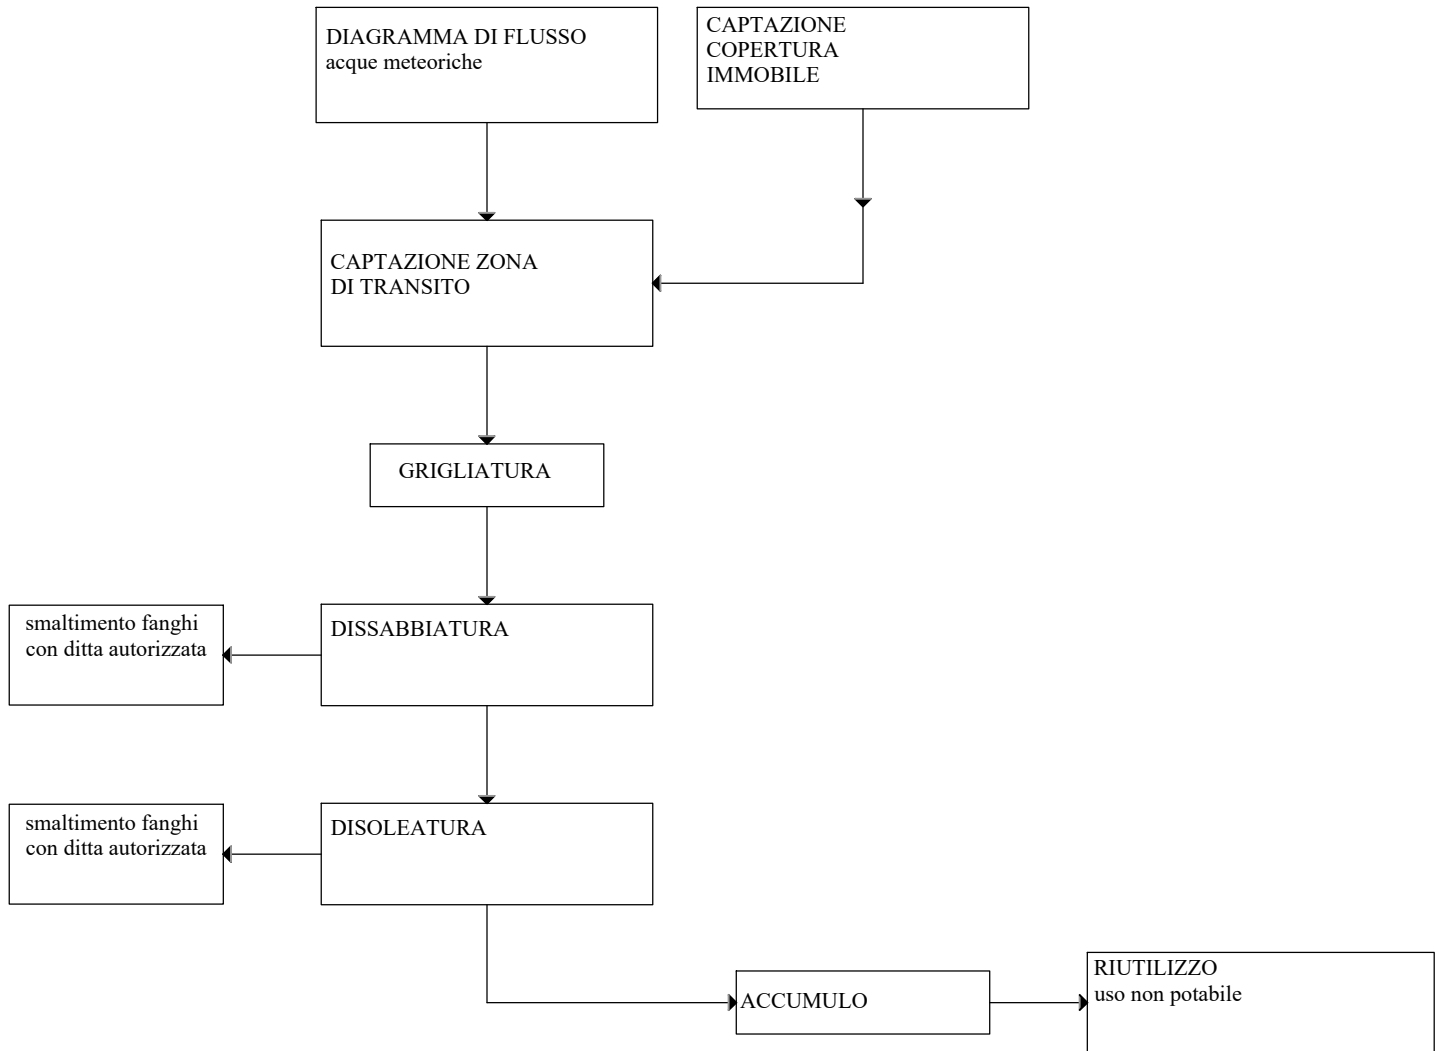 DIAGRAMMA DI FLUSSO
acque meteoriche
CAPTAZIONE
COPERTURA
IMMOBILE
CAPTAZIONE ZONA
DI TRANSITO
GRIGLIATURA
smaltimento fanghi
con ditta autorizzata
DISSABBIATURA
smaltimento fanghi
con ditta autorizzata
DISOLEATURA
ACCUMULO
RIUTILIZZO
uso non potabile